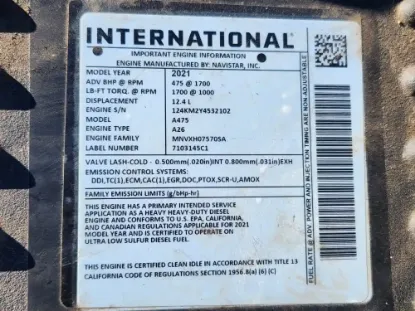 INTERNATIONAL®
IMPORTANT ENGINE INFORMATION
ENGINE MANUFACTURED BY: NAVISTAR, INC.
MODEL YEAR 2021
ADV BHP @ RPM 475 @ 1700
LB-FT TORQ. @ RPM 1700 @ 1000
DISPLACEMENT 12.4 L
ENGINE S/N 124KM2Y4532102
MODEL A475
ENGINE TYPE A26
ENGINE FAMILY MNVXH07570SA
LABEL NUMBER 7103145C1
VALVE LASH-COLD - 0.500mm(.020in)INT 0.800mm(.031in)EXH
EMISSION CONTROL SYSTEMS:
DDI,TC(1),ECM,CAC(1),EGR,DOC,PTOX,SCR-U,AMOX
FAMILY EMISSION LIMITS (g/bHp-hr)
THIS ENGINE HAS A PRIMARY INTENDED SERVICE
APPLICATION AS A HEAVY HEAVY-DUTY DIESEL
ENGINE AND CONFORMS TO U.S. EPA, CALIFORNIA,
AND CANADIAN REGULATIONS APPLICABLE FOR 2021
MODEL YEAR AND IS CERTIFIED TO OPERATE ON
ULTRA LOW SULFUR DIESEL FUEL.
THIS ENGINE IS CERTIFIED CLEAN IDLE IN ACCORDANCE WITH TITLE 13
CALIFORNIA CODE OF REGULATIONS SECTION 1956.8(a) (6) (C)
FUEL RATE @ ADV. POWER AND INJECTION TIMING ARE NON-ADJUSTABLE